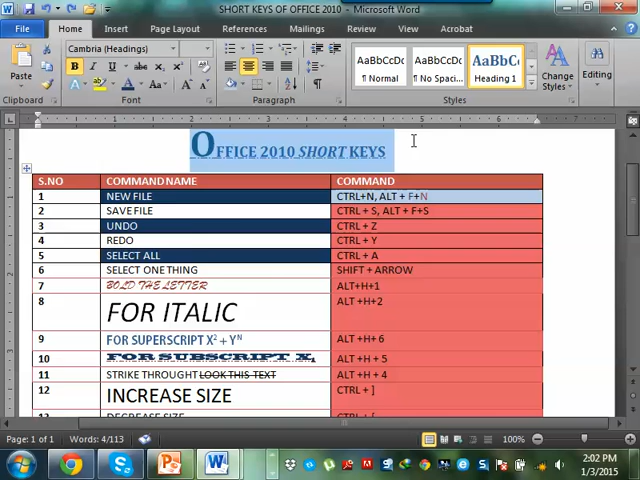 SHORT KEYS OF OFFICE 2010 - Microsoft Word
File Home Insert Page Layout References Mailings Review View Acrobat
Paste
Cambria (Headings)
B I U
AaBbCc AaBbCcDc AaBbCc
¶ Normal ¶ No Spaci... Heading 1
Change Styles
Editing
Clipboard Font Paragraph Styles
OFFICE 2010 SHORT KEYS
S.NO COMMAND NAME COMMAND
1 NEW FILE CTRL+N, ALT + F+N
2 SAVE FILE CTRL + S, ALT + F+S
3 UNDO CTRL + Z
4 REDO CTRL + Y
5 SELECT ALL CTRL + A
6 SELECT ONE THING SHIFT + ARROW
7 BOLD THE LETTER ALT+H+1
8 FOR ITALIC ALT +H+2
9 FOR SUPERSCRIPT X² + Yᴺ ALT +H+ 6
10 FOR SUBSCRIPT X, ALT +H + 5
11 STRIKE THROUGHT LOOK THIS TEXT ALT +H + 4
12 INCREASE SIZE CTRL + ]
DECREASE SIZE CTRL + [
Page: 1 of 1 Words: 4/113 100%
2:02 PM
1/3/2015